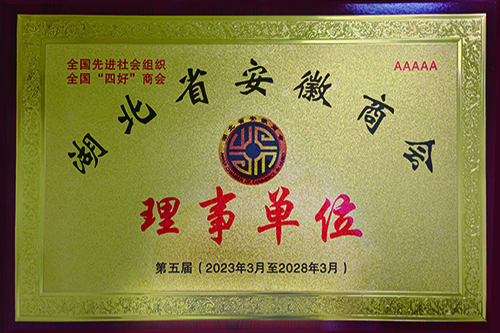 全国先进社会组织
全国“四好”商会
AAAAA
湖北省安徽商会
理事单位
第五届（2023年3月至2028年3月）